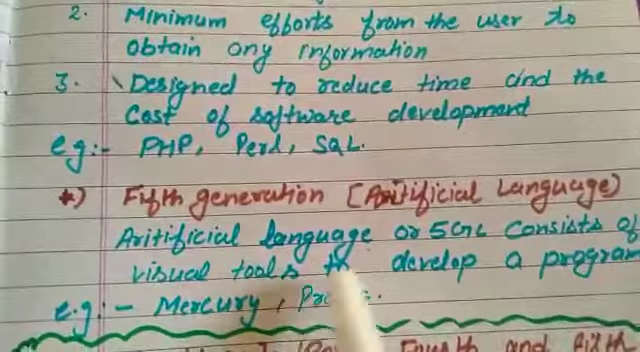 2. Minimum efforts from the user to
obtain any information
3. Designed to reduce time and the
Cost of software development
eg:- PHP, Perl, SQL.
*) Fifth generation [Artificial Language)
Aritificial language or 5GL consists of
visual tools to develop a program
e.g:- Mercury,
Fourth and fifth